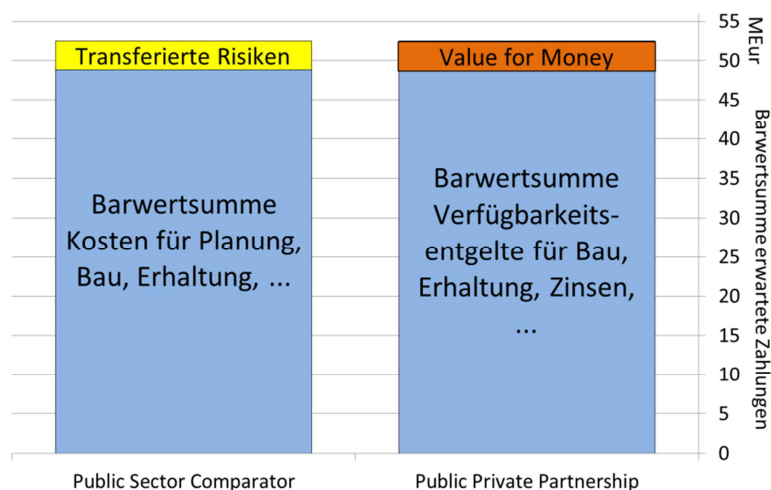 Transferierte Risiken
Barwertsumme
Kosten für Planung,
Bau, Erhaltung, ...
Public Sector Comparator
Value for Money
Barwertsumme
Verfügbarkeits-
entgelte für Bau,
Erhaltung, Zinsen,
...
Public Private Partnership
55
50
45
40
35
30
25
20
15
10
5
0
MEur
Barwertsumme erwartete Zahlungen